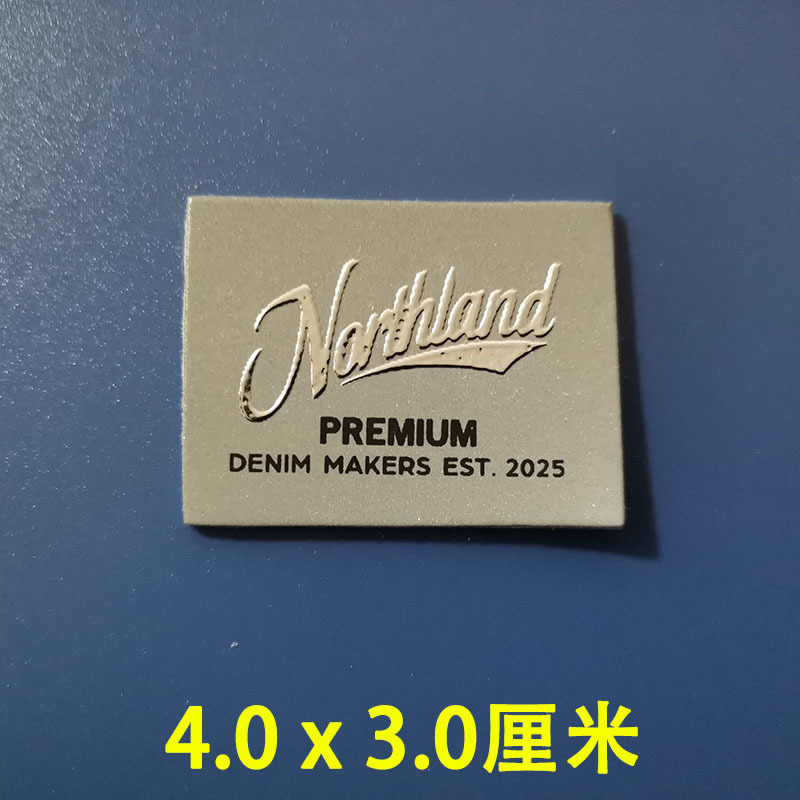 Northland
PREMIUM
DENIM MAKERS EST. 2025
4.0 x 3.0厘米